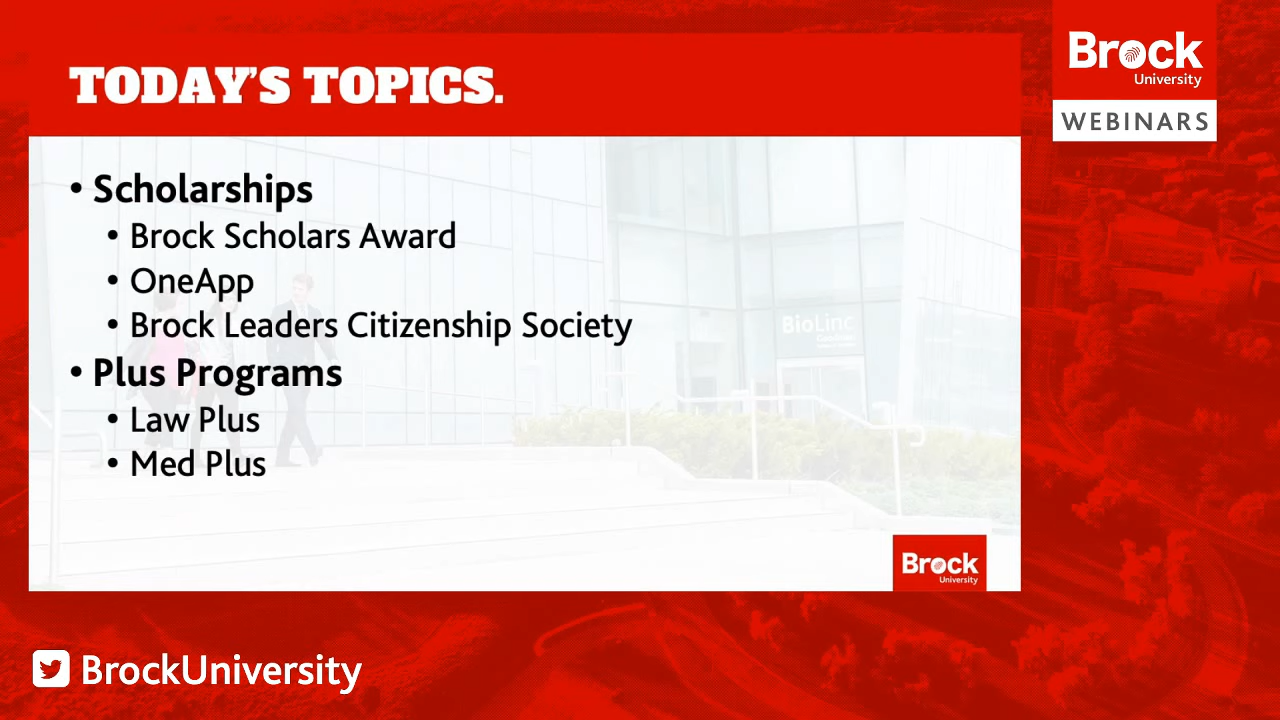 TODAY'S TOPICS.
Brock
University
WEBINARS
• Scholarships
• Brock Scholars Award
• OneApp
• Brock Leaders Citizenship Society
• Plus Programs
• Law Plus
• Med Plus
BioLinc
Brock
University
BrockUniversity